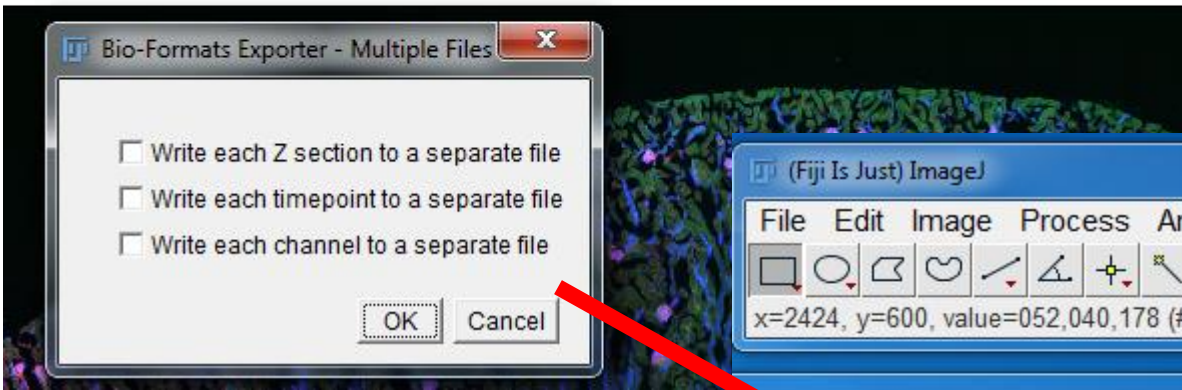 Bio-Formats Exporter - Multiple Files
Write each Z section to a separate file
Write each timepoint to a separate file
Write each channel to a separate file
OK Cancel
(Fiji Is Just) ImageJ
File Edit Image Process
x=2424, y=600, value=052,040,178